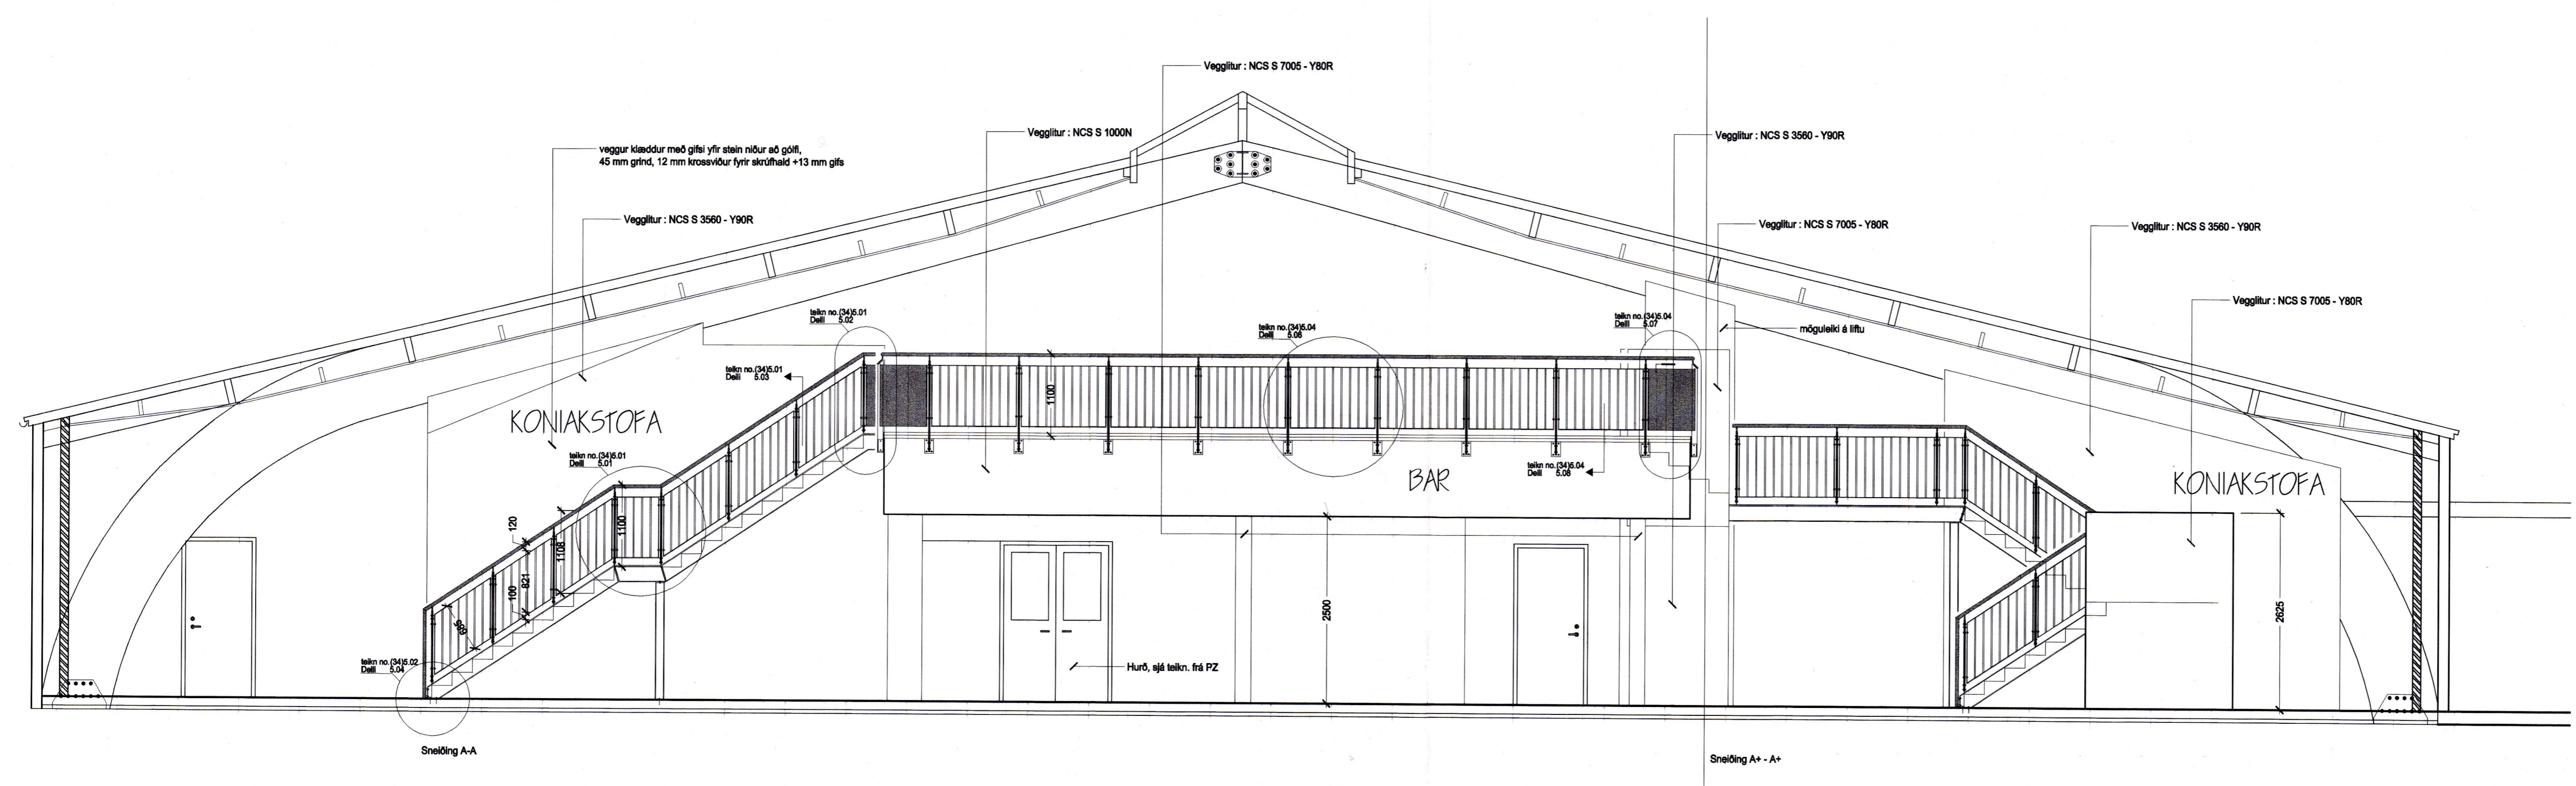 Vegglitur : NCS S 7005 - Y80R
Vegglitur : NCS S 1000N
Vegglitur : NCS S 3560 - Y90R
veggur klæddur með gifsi yfir stein niður að gólfi,
45 mm grind, 12 mm krossviður fyrir skrúfhald +13 mm gifs
Vegglitur : NCS S 3560 - Y90R
Vegglitur : NCS S 7005 - Y80R
Vegglitur : NCS S 3560 - Y90R
Vegglitur : NCS S 7005 - Y80R
teikn no.(34)5.01
Deili 5.02
teikn no.(34)5.04
Deili 5.06
teikn no.(34)5.04
Deili 5.07
möguleiki á liftu
teikn no.(34)5.01
Deili 5.03
1100
KONIAKSTOFA
teikn no.(34)5.01
Deili 5.01
teikn no.(34)5.04
Deili 5.08
BAR
KONIAKSTOFA
120
1100
1108
821
100
985
2500
2625
teikn no.(34)5.02
Deili 5.04
Hurð, sjá teikn. frá PZ
Sneiðing A-A
Sneiðing A+ - A+